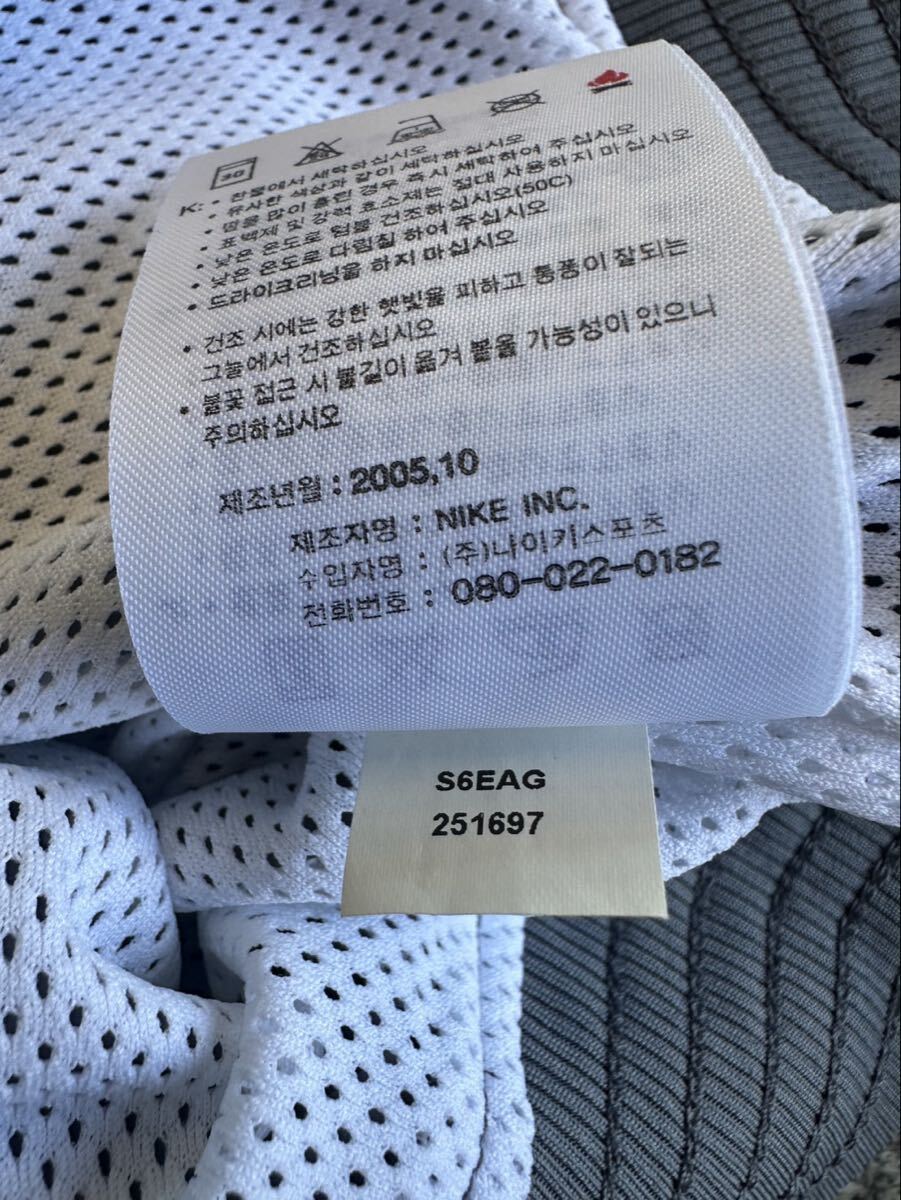 30
K: • 찬물에서 세탁하십시오
• 유사한 색상과 같이 세탁하십시오
• 땀을 많이 흘린 경우 즉시 세탁하여 주십시오
• 표백제 및 강력 효소제는 절대 사용하지 마십시오
• 낮은 온도로 텀블 건조하십시오(50C)
• 낮은 온도로 다림질 하여 주십시오
• 드라이크리닝을 하지 마십시오
• 건조 시에는 강한 햇빛을 피하고 통풍이 잘되는
그늘에서 건조하십시오
• 불꽃 접근 시 불길이 옮겨 붙을 가능성이 있으니
주의하십시오
제조년월 : 2005,10
제조자명 : NIKE INC.
수입자명 : (주)나이키스포츠
전화번호 : 080-022-0182
S6EAG
251697